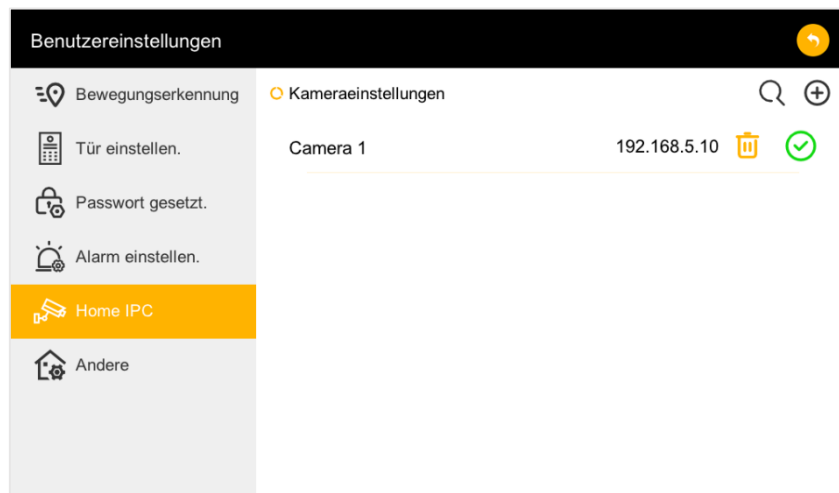 Benutzereinstellungen
Bewegungserkennung
Tür einstellen.
Passwort gesetzt.
Alarm einstellen.
Home IPC
Andere
Kameraeinstellungen
Camera 1 192.168.5.10